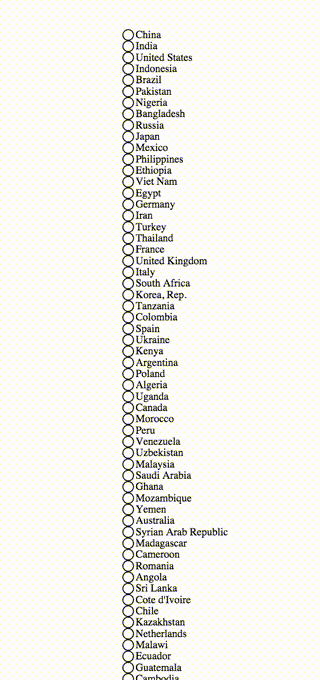 China
India
United States
Indonesia
Brazil
Pakistan
Nigeria
Bangladesh
Russia
Japan
Mexico
Philippines
Ethiopia
Viet Nam
Egypt
Germany
Iran
Turkey
Thailand
France
United Kingdom
Italy
South Africa
Korea, Rep.
Tanzania
Colombia
Spain
Ukraine
Kenya
Argentina
Poland
Algeria
Uganda
Canada
Morocco
Peru
Venezuela
Uzbekistan
Malaysia
Saudi Arabia
Ghana
Mozambique
Yemen
Australia
Syrian Arab Republic
Madagascar
Cameroon
Romania
Angola
Sri Lanka
Cote d'Ivoire
Chile
Kazakhstan
Netherlands
Malawi
Ecuador
Guatemala
Cambodia